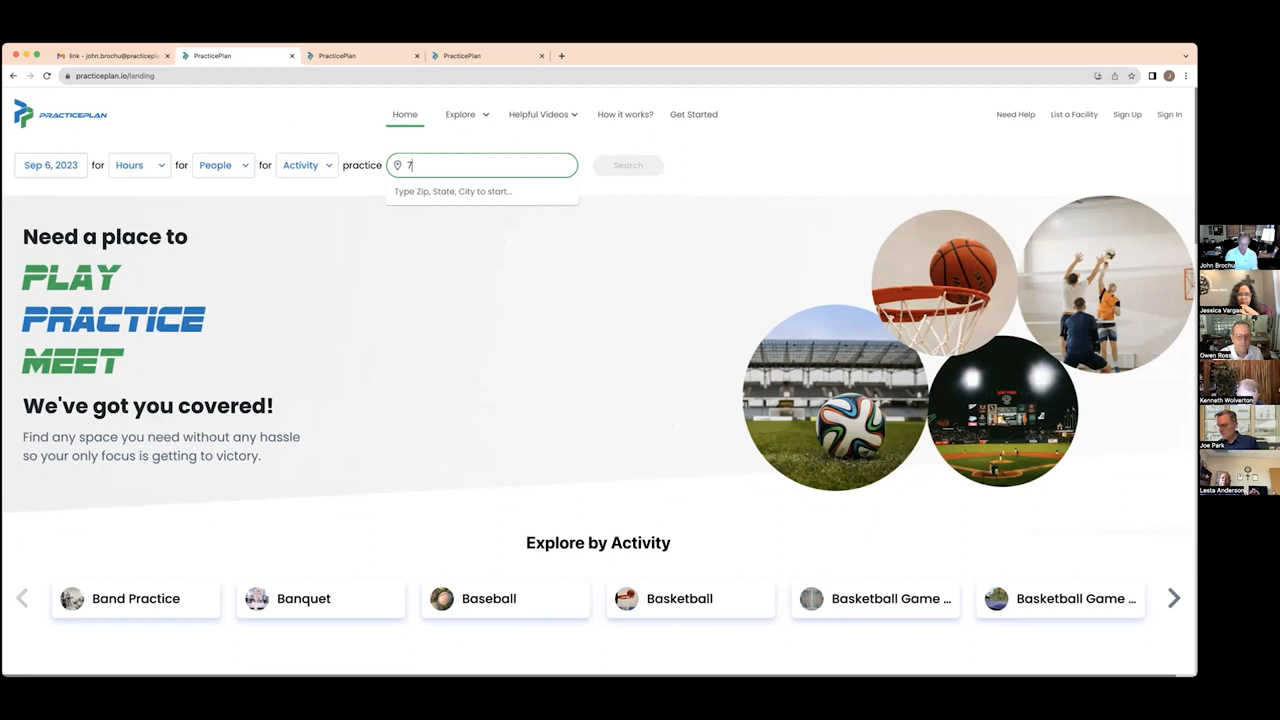 link - john.brochu@practicepl
PracticePlan
PracticePlan
PracticePlan
practiceplan.io/landing
PRACTICEPLAN
Home
Explore
Helpful Videos
How it works?
Get Started
Need Help
List a Facility
Sign Up
Sign In
Sep 6, 2023 for Hours for People for Activity practice 7 Search
Type Zip, State, City to start...
Need a place to
PLAY
PRACTICE
MEET
We've got you covered!
Find any space you need without any hassle
so your only focus is getting to victory.
Explore by Activity
Band Practice
Banquet
Baseball
Basketball
Basketball Game ...
Basketball Game ...
John Brochu
Jessica Vargas
Owen Ross
Kenneth Wolverton
Joe Park
Lesta Anderson